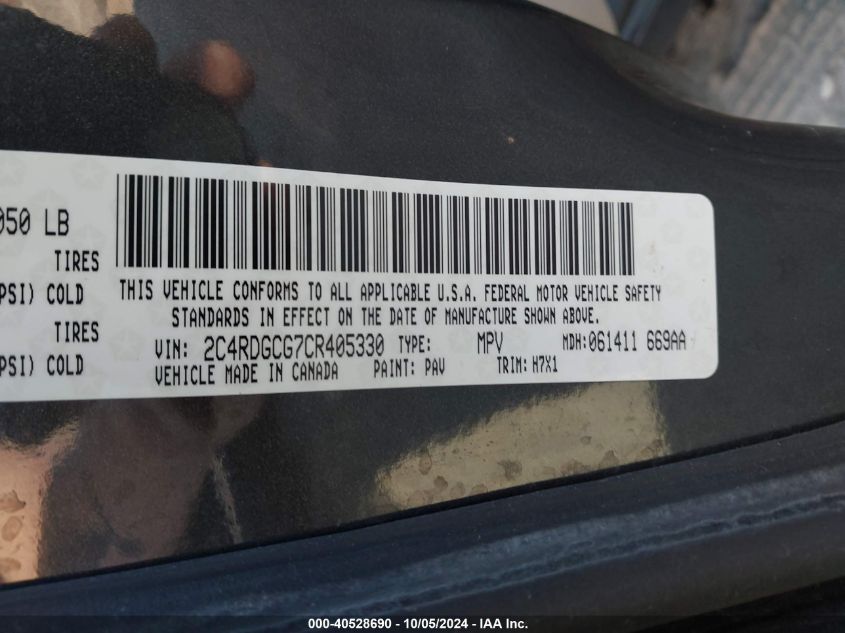 050 LB
TIRES
PSI) COLD
TIRES
PSI) COLD
THIS VEHICLE CONFORMS TO ALL APPLICABLE U.S.A. FEDERAL MOTOR VEHICLE SAFETY
STANDARDS IN EFFECT ON THE DATE OF MANUFACTURE SHOWN ABOVE.
VIN: 2C4RDGCG7CR405330 TYPE: MPV MDH:061411 669AA
VEHICLE MADE IN CANADA PAINT: PAV TRIM: H7X1
000-40528690 - 10/05/2024 - IAA Inc.